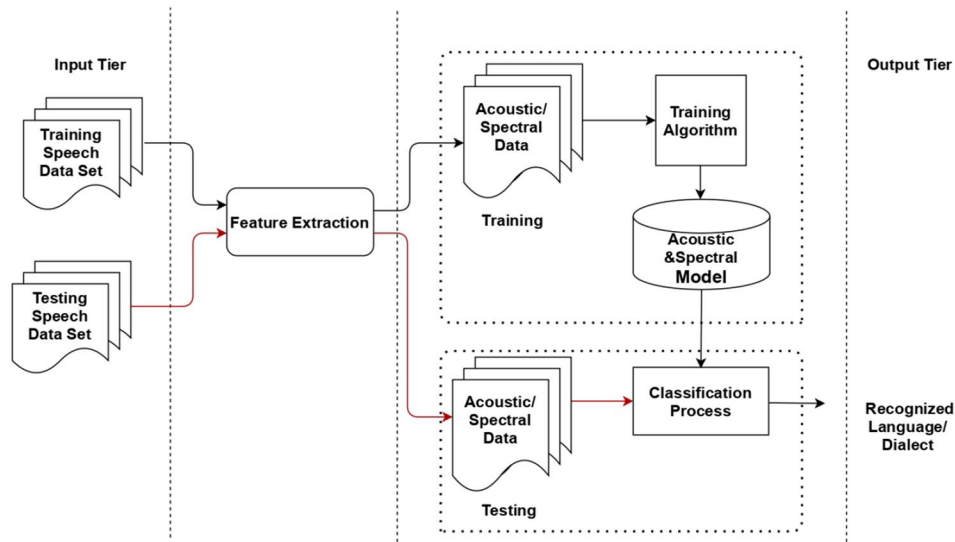 Input Tier
Training
Speech
Data Set
Testing
Speech
Data Set
Feature Extraction
Acoustic/
Spectral
Data
Training
Algorithm
Training
Acoustic
&Spectral
Model
Acoustic/
Spectral
Data
Classification
Process
Testing
Output Tier
Recognized
Language/
Dialect